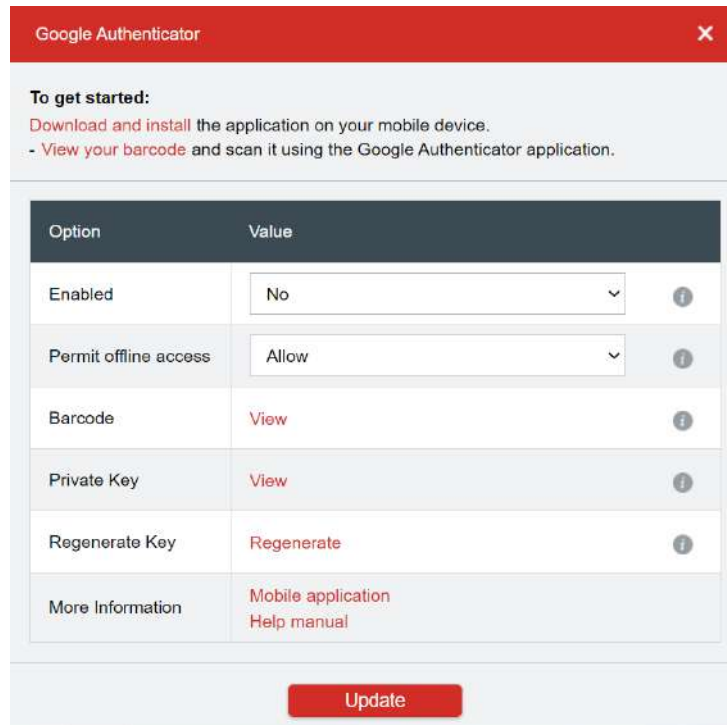 Google Authenticator
To get started:
Download and install the application on your mobile device.
- View your barcode and scan it using the Google Authenticator application.
Option Value
Enabled No
Permit offline access Allow
Barcode View
Private Key View
Regenerate Key Regenerate
More Information Mobile application
Help manual
Update